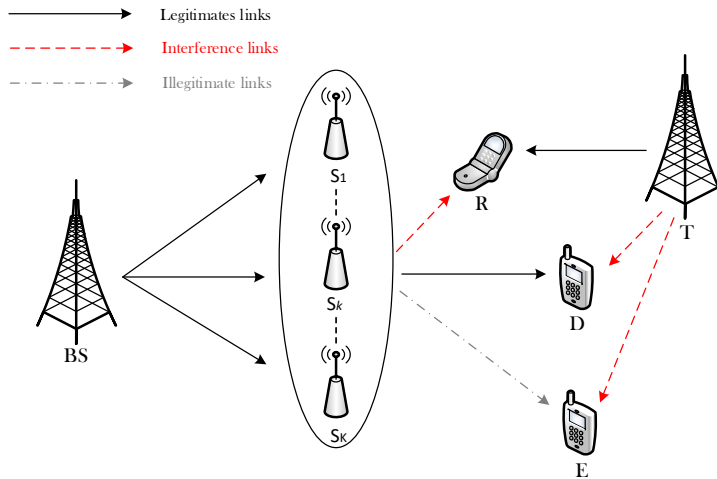 Legitimates links
Interference links
Illegitimate links
S1
R
T
Sk
D
BS
SK
E